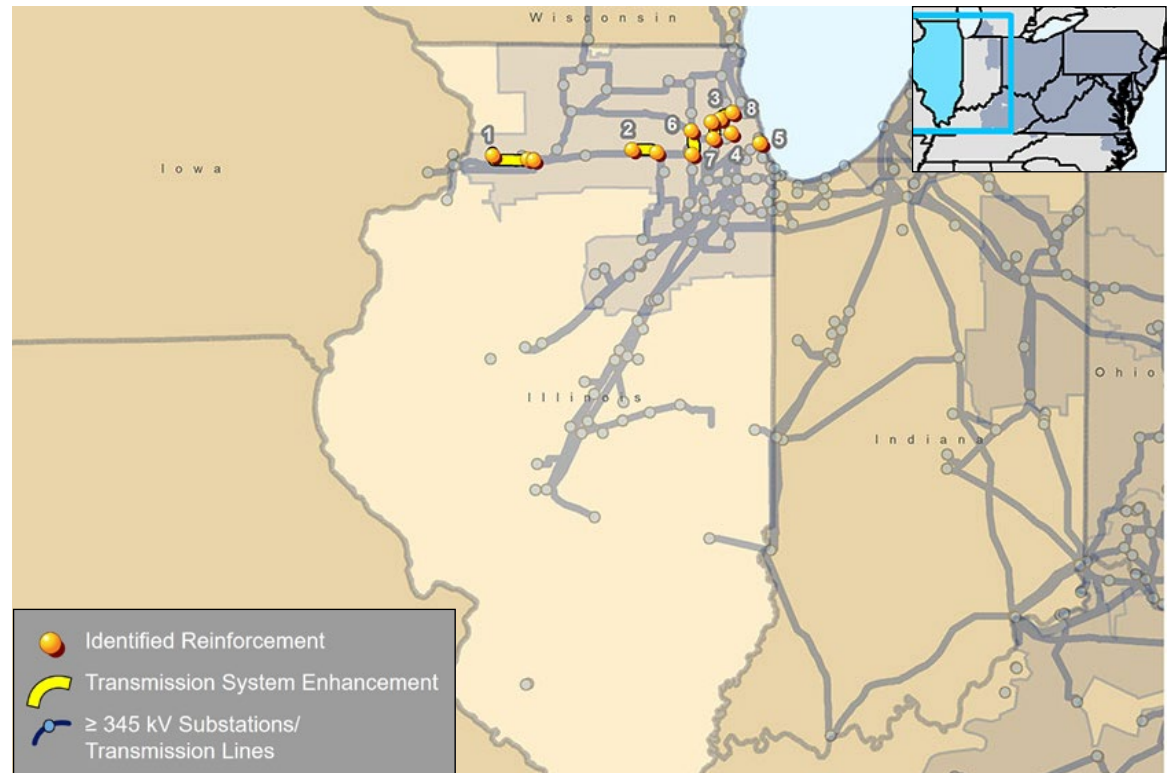 Wisconsin
Iowa
1
2
6
3
8
7
4
5
Illinois
Indiana
Ohio
Identified Reinforcement
Transmission System Enhancement
≥ 345 kV Substations/
Transmission Lines